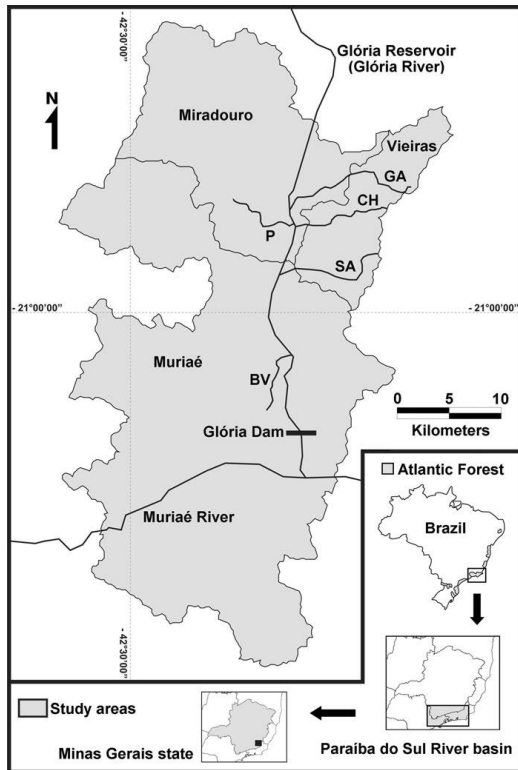 - 42°30'00"
Glória Reservoir
(Glória River)
N
Miradouro
Vieiras
GA
CH
P
SA
- 21°00'00"
- 21°00'00"
Muriaé
BV
0 5 10
Kilometers
Glória Dam
Atlantic Forest
Brazil
Muriaé River
- 42°30'00"
Study areas
Minas Gerais state
Paraíba do Sul River basin